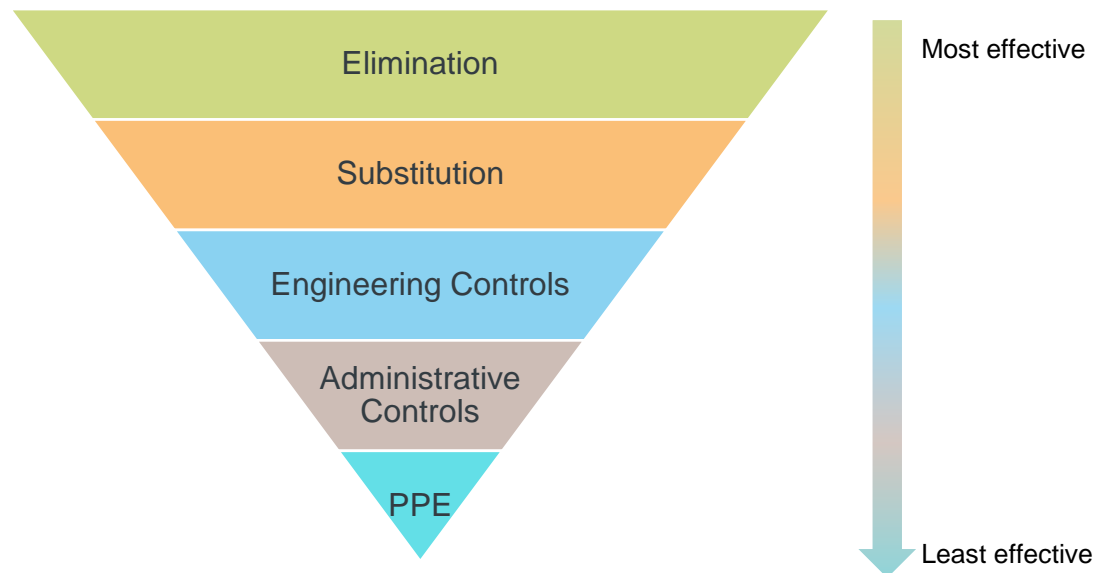 Elimination
Most effective
Substitution
Engineering Controls
Administrative
Controls
PPE
Least effective